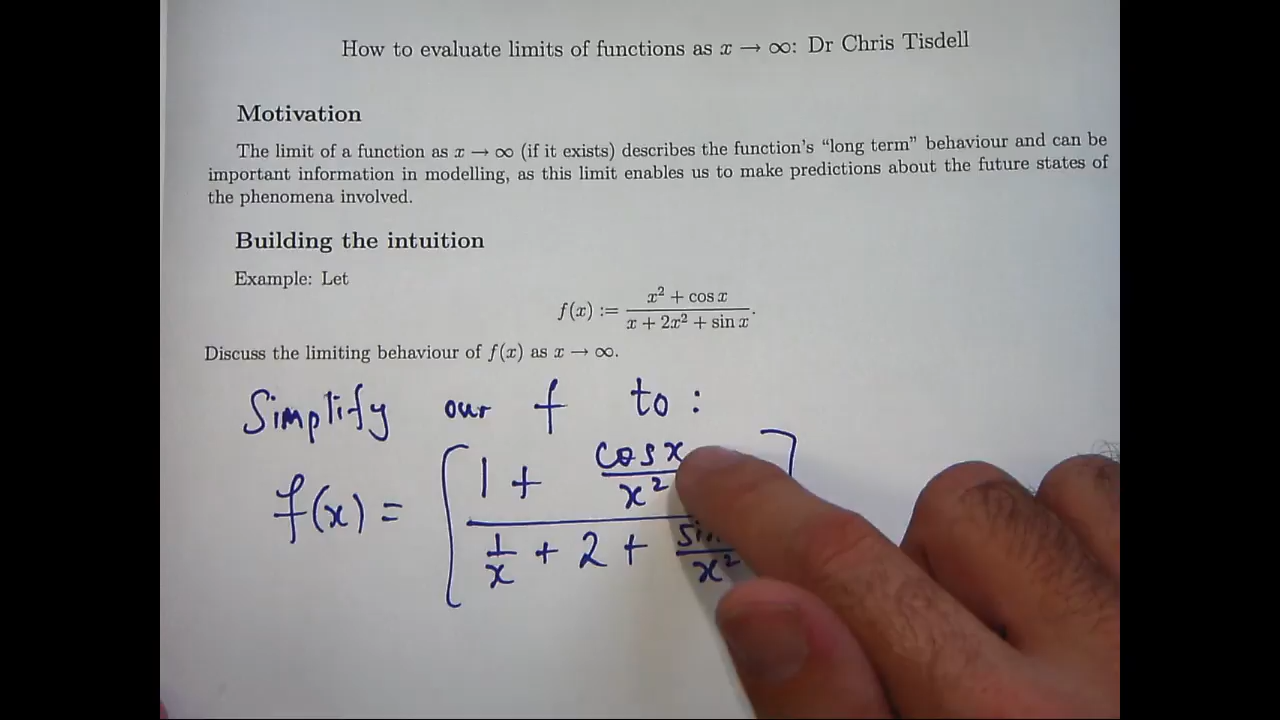 How to evaluate limits of functions as x → ∞: Dr Chris Tisdell
Motivation
The limit of a function as x → ∞ (if it exists) describes the function's “long term” behaviour and can be
important information in modelling, as this limit enables us to make predictions about the future states of
the phenomena involved.
Building the intuition
Example: Let
f(x) := (x² + cos x)/(x + 2x² + sin x).
Discuss the limiting behaviour of f(x) as x → ∞.
Simplify our f to:
f(x) = [(1 + cos x/x²)/(1/x + 2 + /x²)]